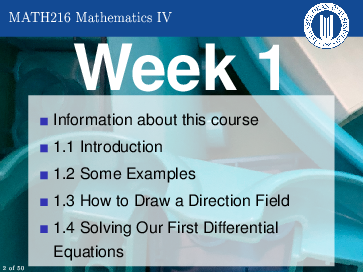 MATH216 Mathematics IV
Week 1
Information about this course
1.1 Introduction
1.2 Some Examples
1.3 How to Draw a Direction Field
1.4 Solving Our First Differential
Equations
2 of 50